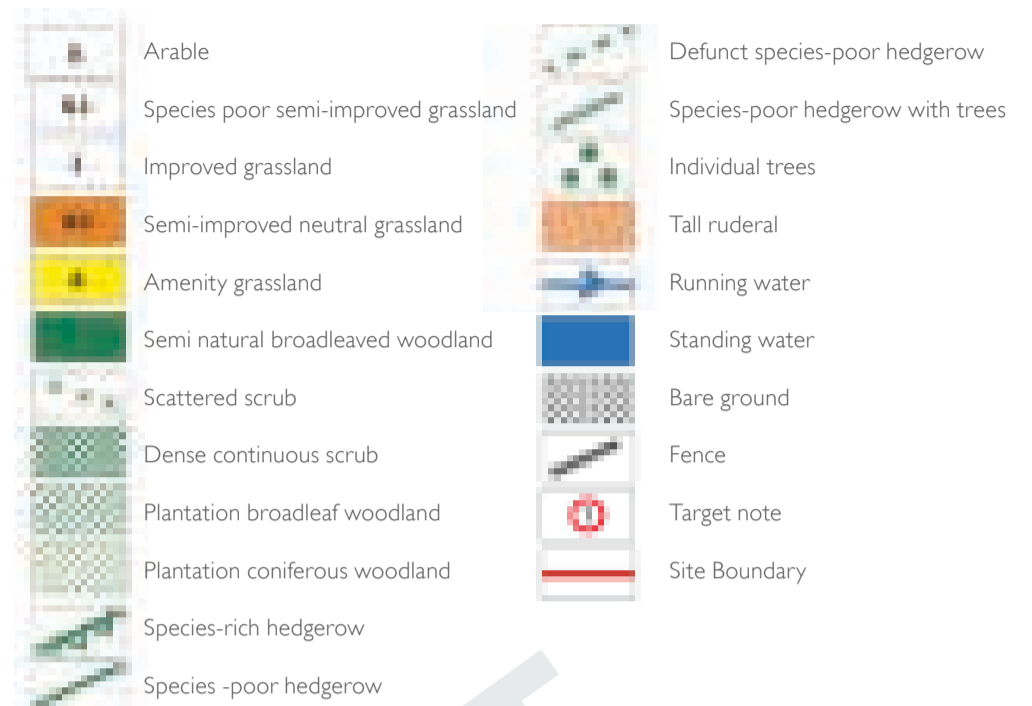 Arable
Species poor semi-improved grassland
Improved grassland
Semi-improved neutral grassland
Amenity grassland
Semi natural broadleaved woodland
Scattered scrub
Dense continuous scrub
Plantation broadleaf woodland
Plantation coniferous woodland
Species-rich hedgerow
Species -poor hedgerow
Defunct species-poor hedgerow
Species-poor hedgerow with trees
Individual trees
Tall ruderal
Running water
Standing water
Bare ground
Fence
Target note
Site Boundary